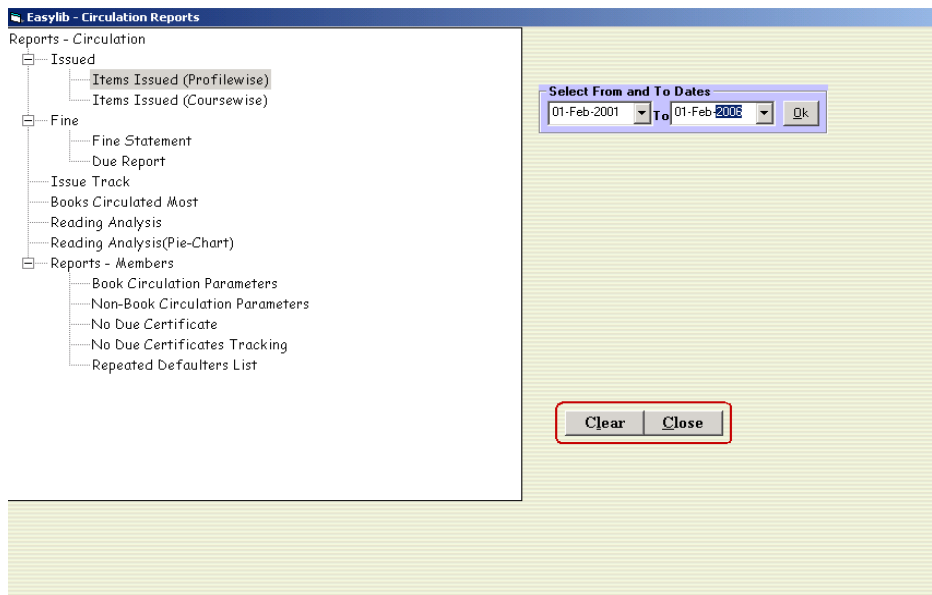 Easylib - Circulation Reports
Reports - Circulation
Issued
Items Issued (Profilewise)
Items Issued (Coursewise)
Fine
Fine Statement
Due Report
Issue Track
Books Circulated Most
Reading Analysis
Reading Analysis(Pie-Chart)
Reports - Members
Book Circulation Parameters
Non-Book Circulation Parameters
No Due Certificate
No Due Certificates Tracking
Repeated Defaulters List
Select From and To Dates
01-Feb-2001 To 01-Feb-2006 Ok
Clear Close